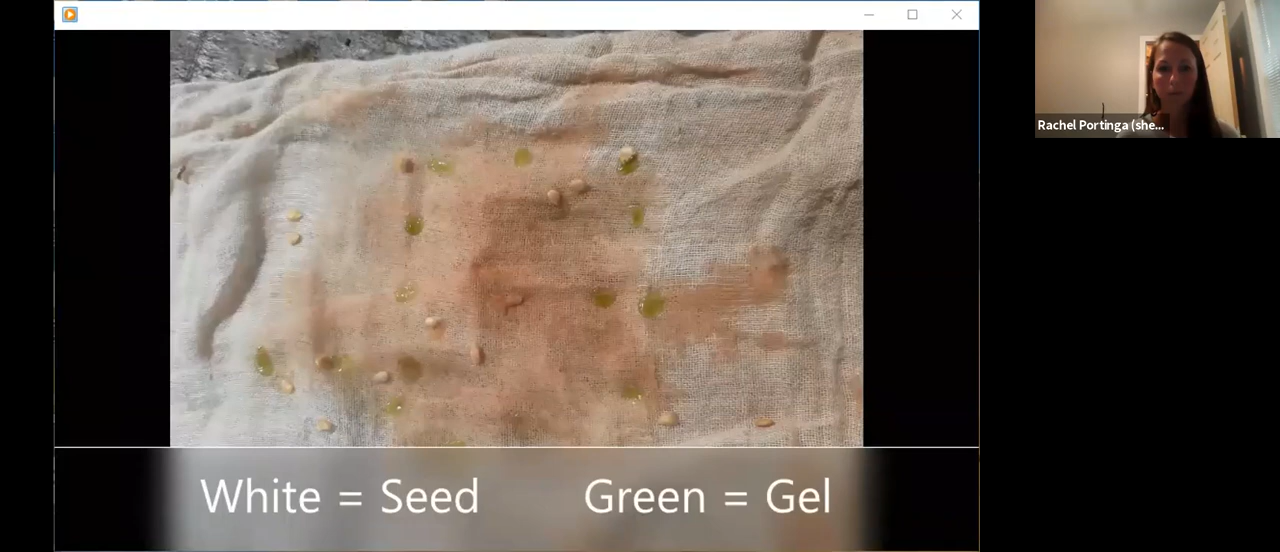 Rachel Portinga (she...
White = Seed Green = Gel